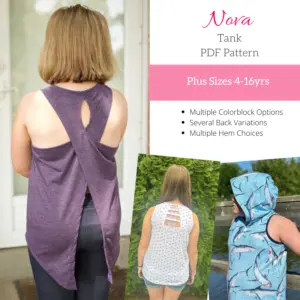 Nova
Tank
PDF Pattern
Plus Sizes 4-16yrs
• Multiple Colorblock Options
• Several Back Variations
• Multiple Hem Choices